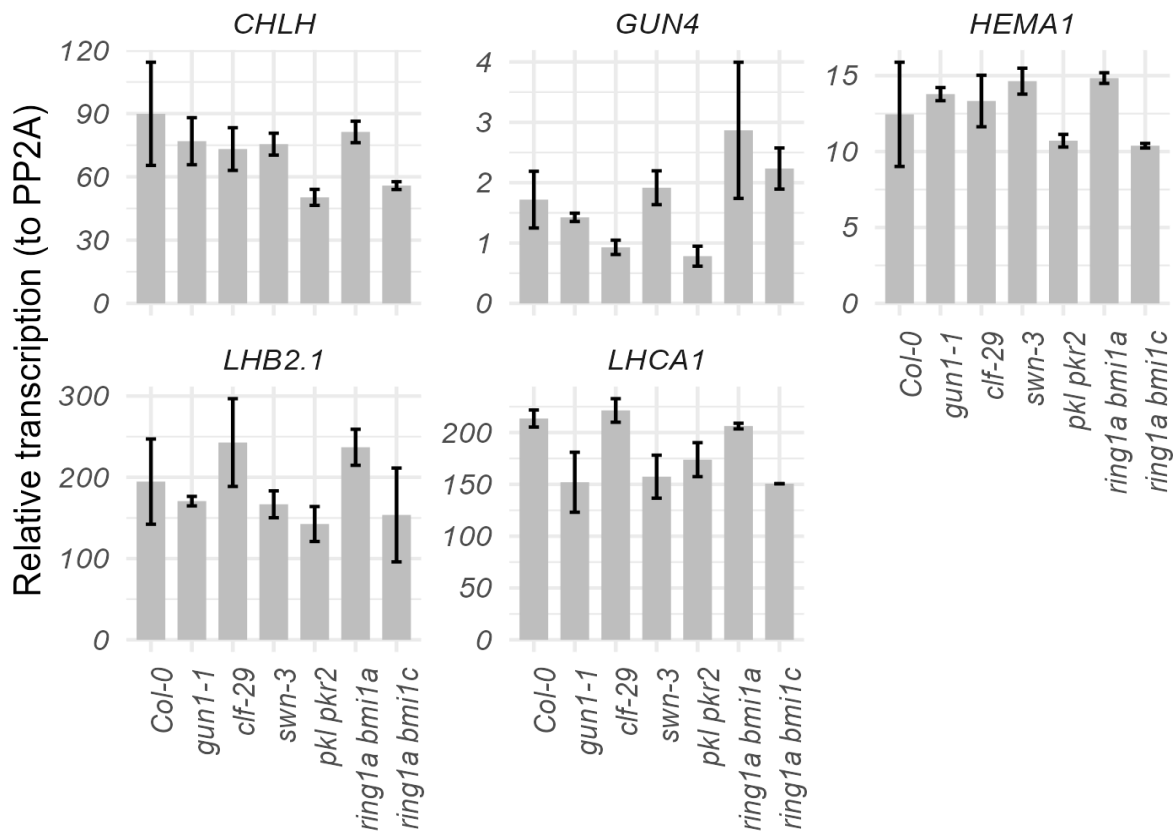 CHLH
GUN4
HEMA1
Relative transcription (to PP2A)
120
90
60
30
0
4
3
2
1
0
15
10
5
0
Col-0
gun1-1
clf-29
swn-3
pkl pkr2
ring1a bmi1a
ring1a bmi1c
LHB2.1
LHCA1
300
200
100
0
200
150
100
50
0
Col-0
gun1-1
clf-29
swn-3
pkl pkr2
ring1a bmi1a
ring1a bmi1c
Col-0
gun1-1
clf-29
swn-3
pkl pkr2
ring1a bmi1a
ring1a bmi1c